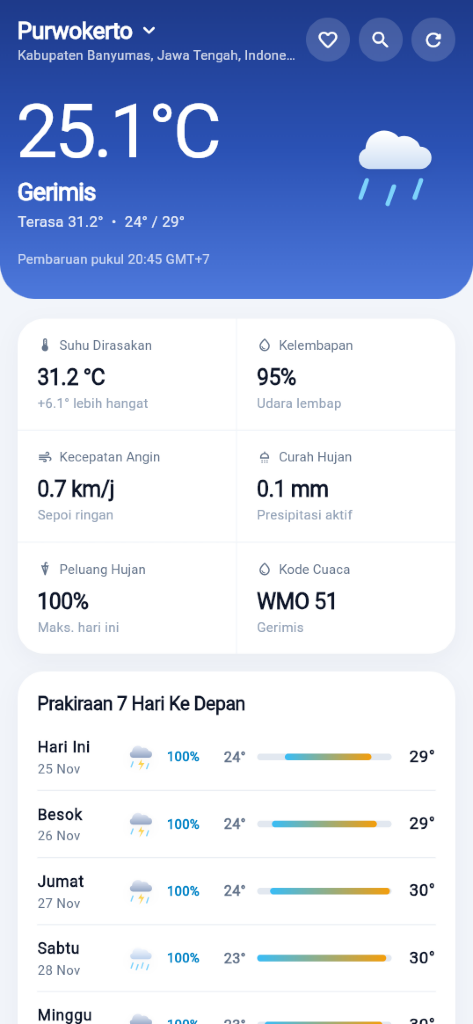 Purwokerto
Kabupaten Banyumas, Jawa Tengah, Indone...
25.1°C
Gerimis
Terasa 31.2° • 24° / 29°
Pembaruan pukul 20:45 GMT+7
Suhu Dirasakan
31.2 °C
+6.1° lebih hangat
Kelembapan
95%
Udara lembap
Kecepatan Angin
0.7 km/j
Sepoi ringan
Curah Hujan
0.1 mm
Presipitasi aktif
Peluang Hujan
100%
Maks. hari ini
Kode Cuaca
WMO 51
Gerimis
Prakiraan 7 Hari Ke Depan
Hari Ini
25 Nov
100% 24° 29°
Besok
26 Nov
100% 24° 29°
Jumat
27 Nov
100% 24° 30°
Sabtu
28 Nov
100% 23° 30°
Minggu
100% 23° 30°